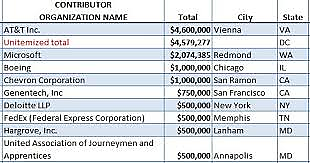 CONTRIBUTOR
ORGANIZATION NAME Total City State
AT&T Inc. $4,600,000 Vienna VA
Unitemized total $4,579,277 DC
Microsoft $2,074,385 Redmond WA
Boeing $1,000,000 Chicago IL
Chevron Corporation $1,000,000 San Ramon CA
Genentech, Inc $750,000 San Francisco CA
Deloitte LLP $500,000 New York NY
FedEx (Federal Express Corporation) $500,000 Memphis TN
Hargrove, Inc. $500,000 Lanham MD
United Association of Journeymen and
Apprentices $500,000 Annapolis MD